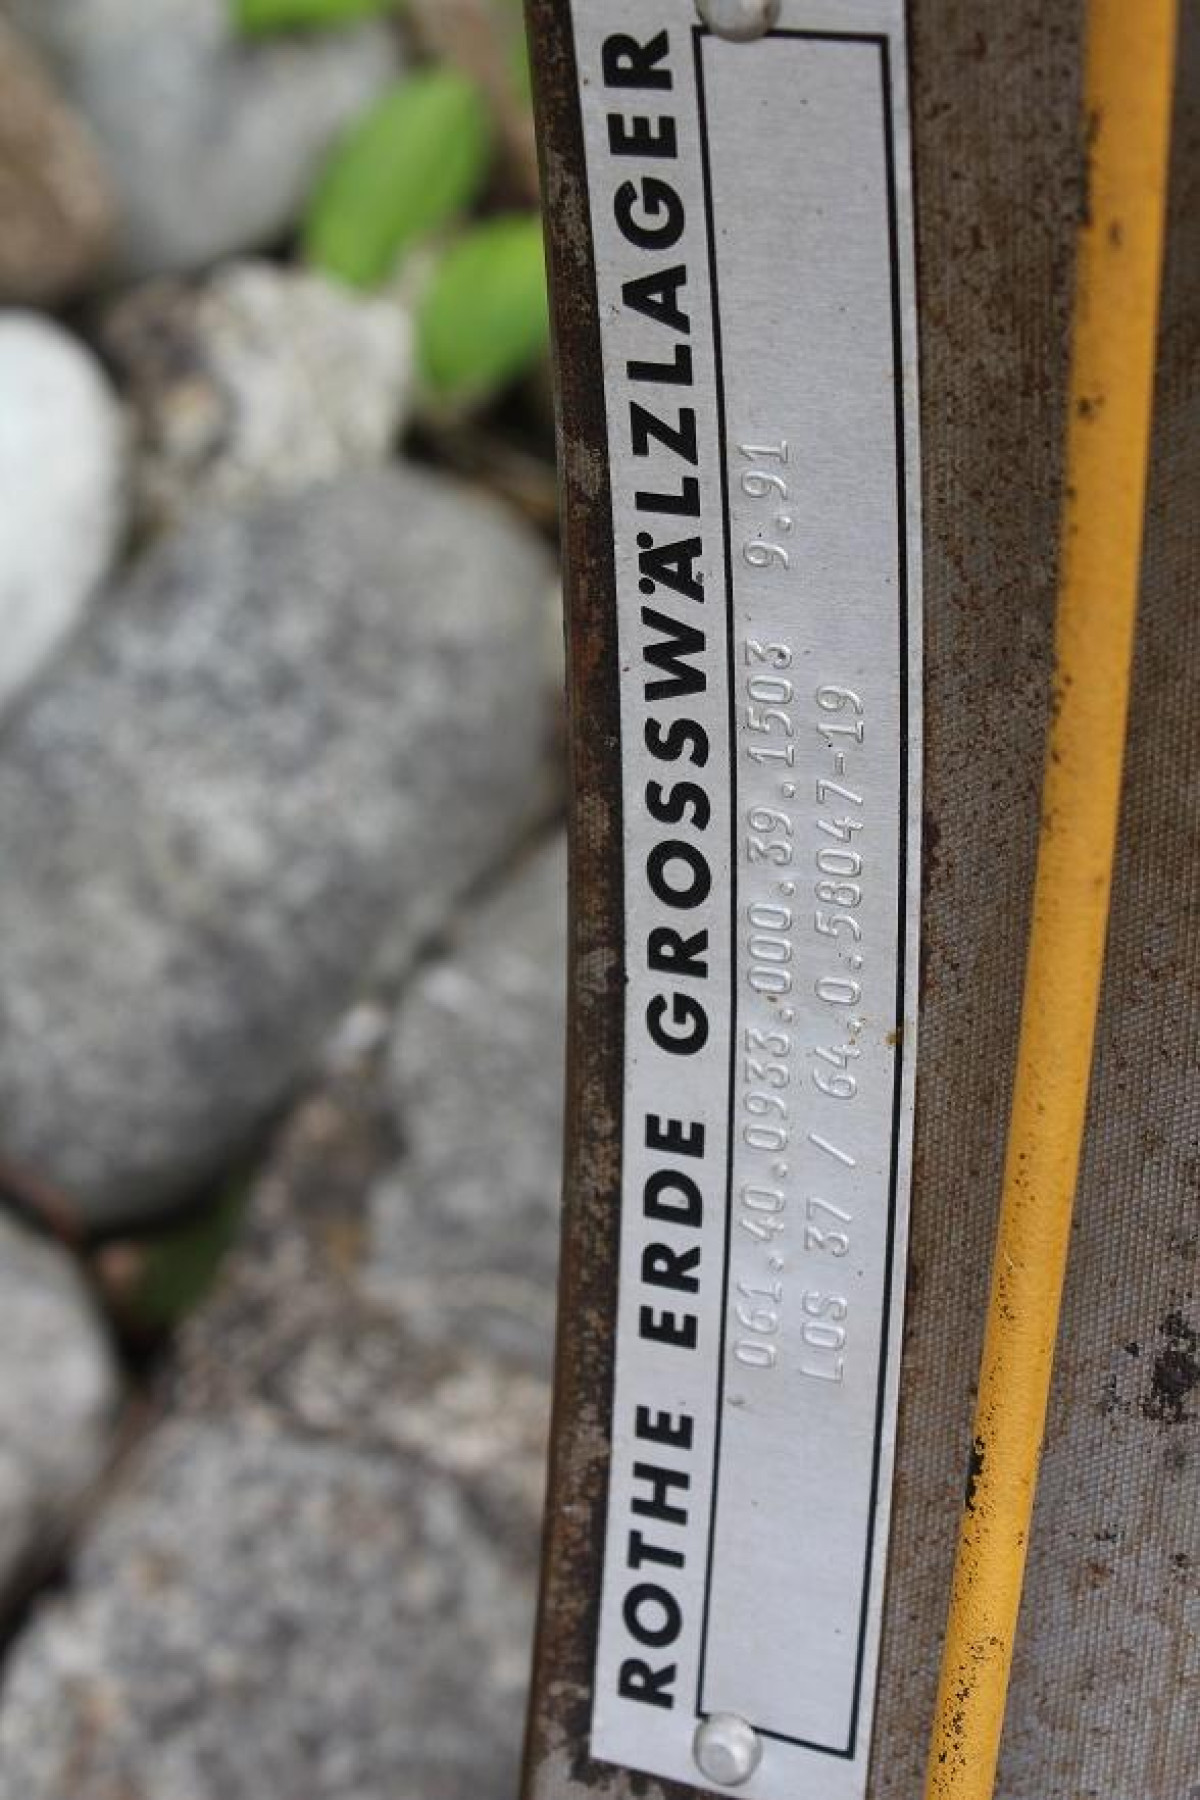 ROTHE ERDE GROSSWÄLZLAGER
061.40.0933.000.39.1503 9.91
LOS 37 / 64.0.58047-19